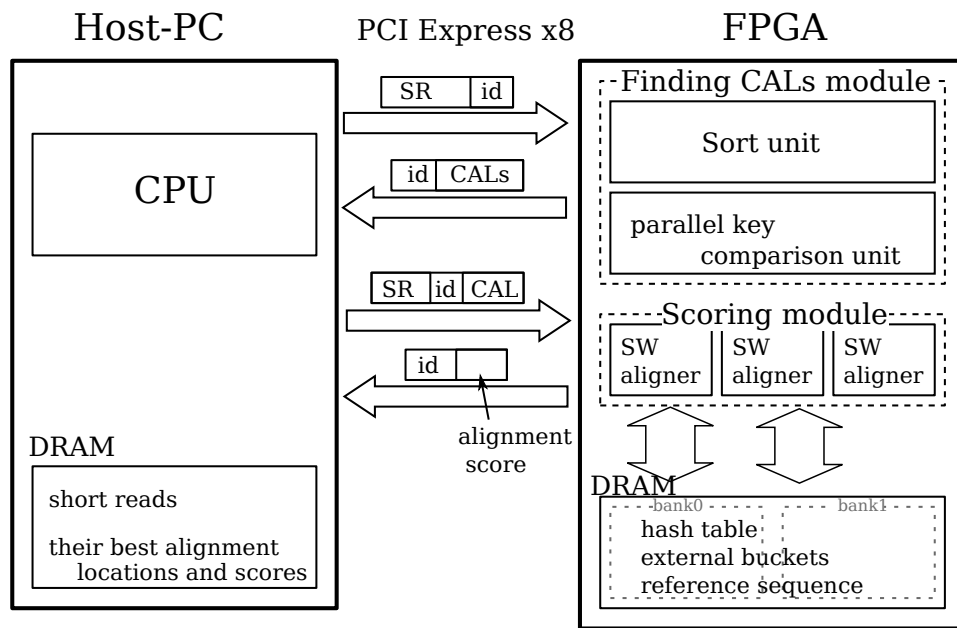 Host-PC
PCI Express x8
FPGA
CPU
DRAM
short reads
their best alignment
locations and scores
SR id
id CALs
SR id CAL
id
alignment
score
Finding CALs module
Sort unit
parallel key
comparison unit
Scoring module
SW
aligner
SW
aligner
SW
aligner
DRAM
bank0
bank1
hash table
external buckets
reference sequence